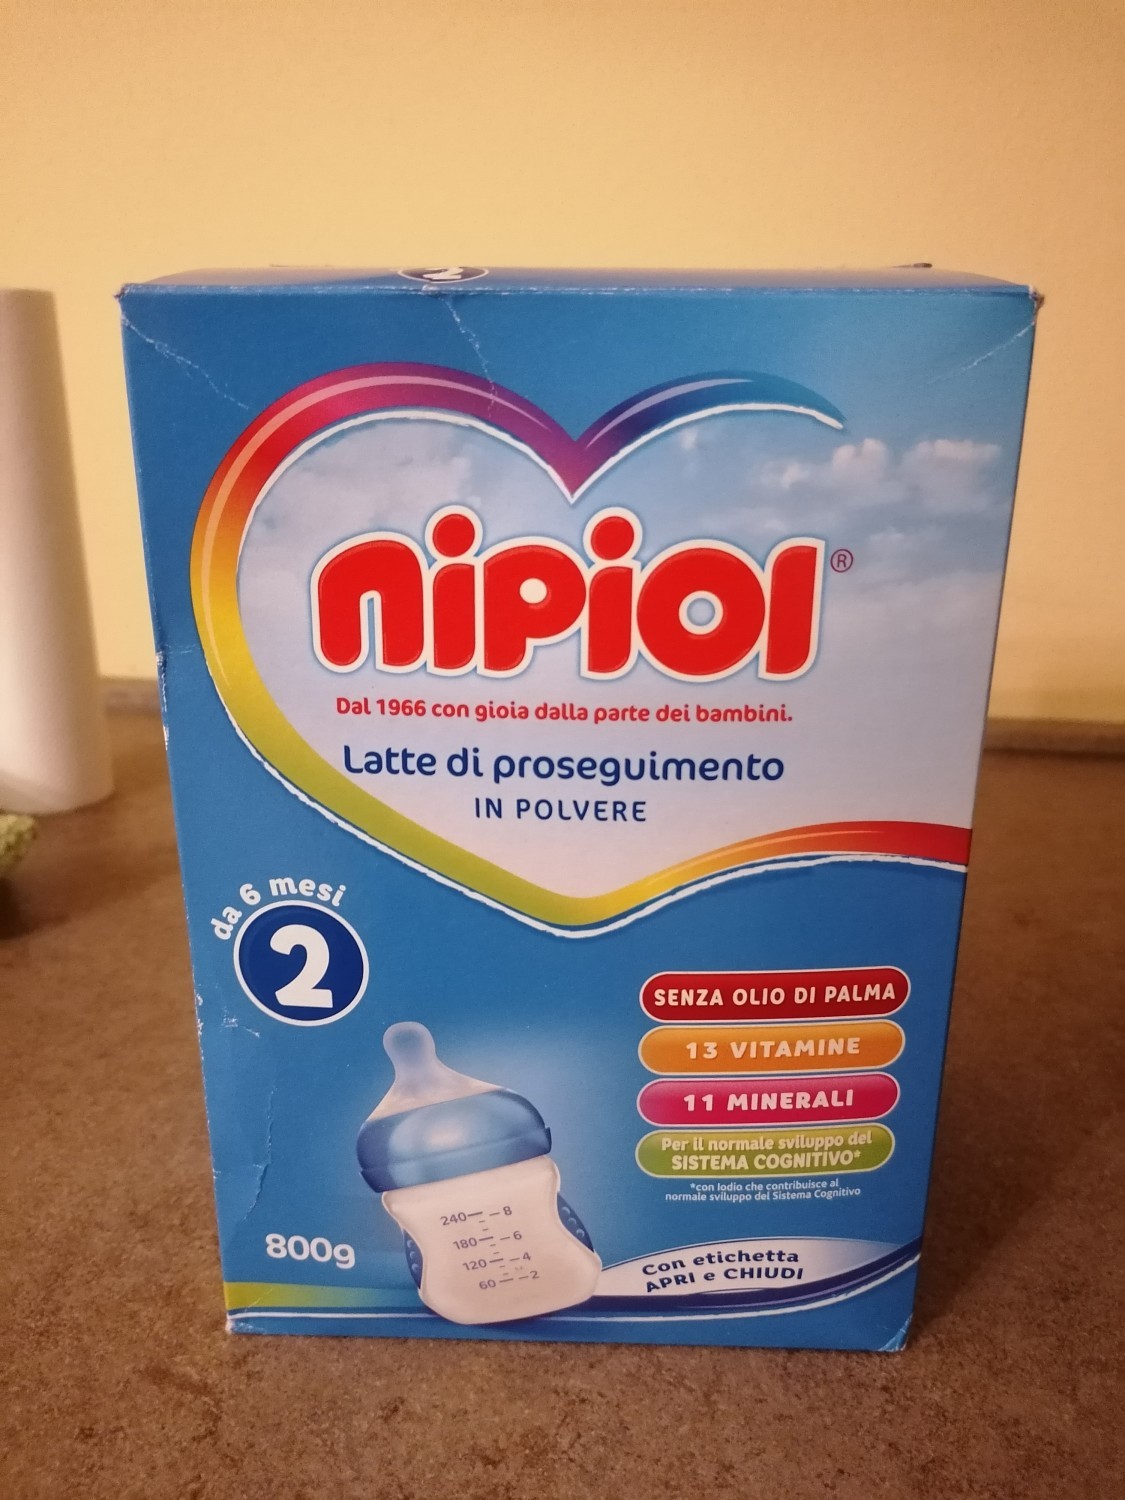 2
nipiol®
Dal 1966 con gioia dalla parte dei bambini.
Latte di proseguimento
IN POLVERE
da 6 mesi
2
SENZA OLIO DI PALMA
13 VITAMINE
11 MINERALI
Per il normale sviluppo del
SISTEMA COGNITIVO*
*con Iodio che contribuisce al
normale sviluppo del Sistema Cognitivo
240 8
180 6
120 4
60 2
800g
Con etichetta
APRI e CHIUDI